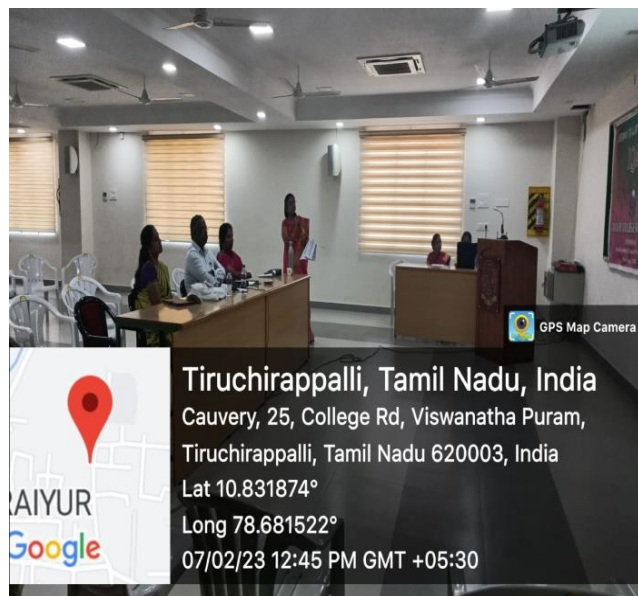 GPS Map Camera
Tiruchirappalli, Tamil Nadu, India
Cauvery, 25, College Rd, Viswanatha Puram,
Tiruchirappalli, Tamil Nadu 620003, India
Lat 10.831874°
Long 78.681522°
07/02/23 12:45 PM GMT +05:30
RAIYUR
Google